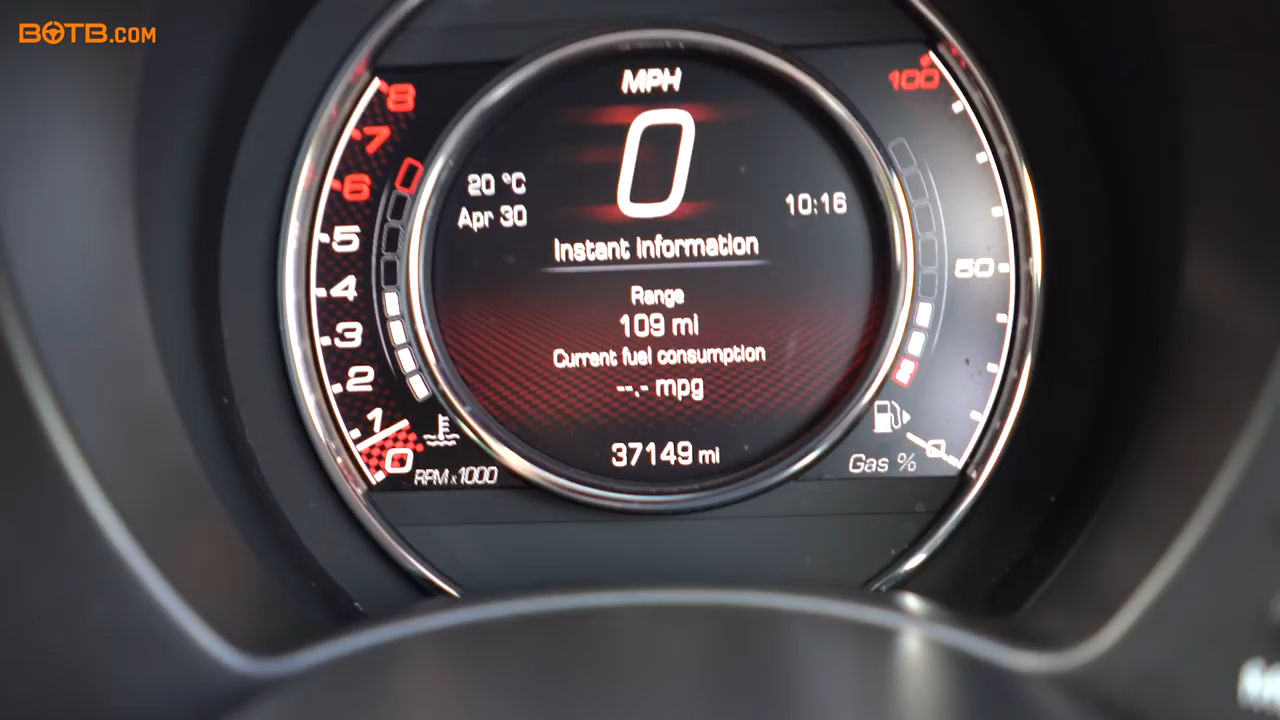 BOTB.COM
MPH
0
20 °C
Apr 30
10:16
Instant information
Range
109 mi
Current fuel consumption
--.- mpg
37149 mi
8
7
6
5
4
3
2
1
0
RPM x 1000
100
50
0
Gas %